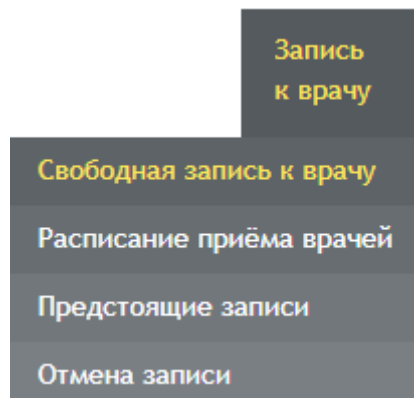 Запись
к врачу
Свободная запись к врачу
Расписание приёма врачей
Предстоящие записи
Отмена записи